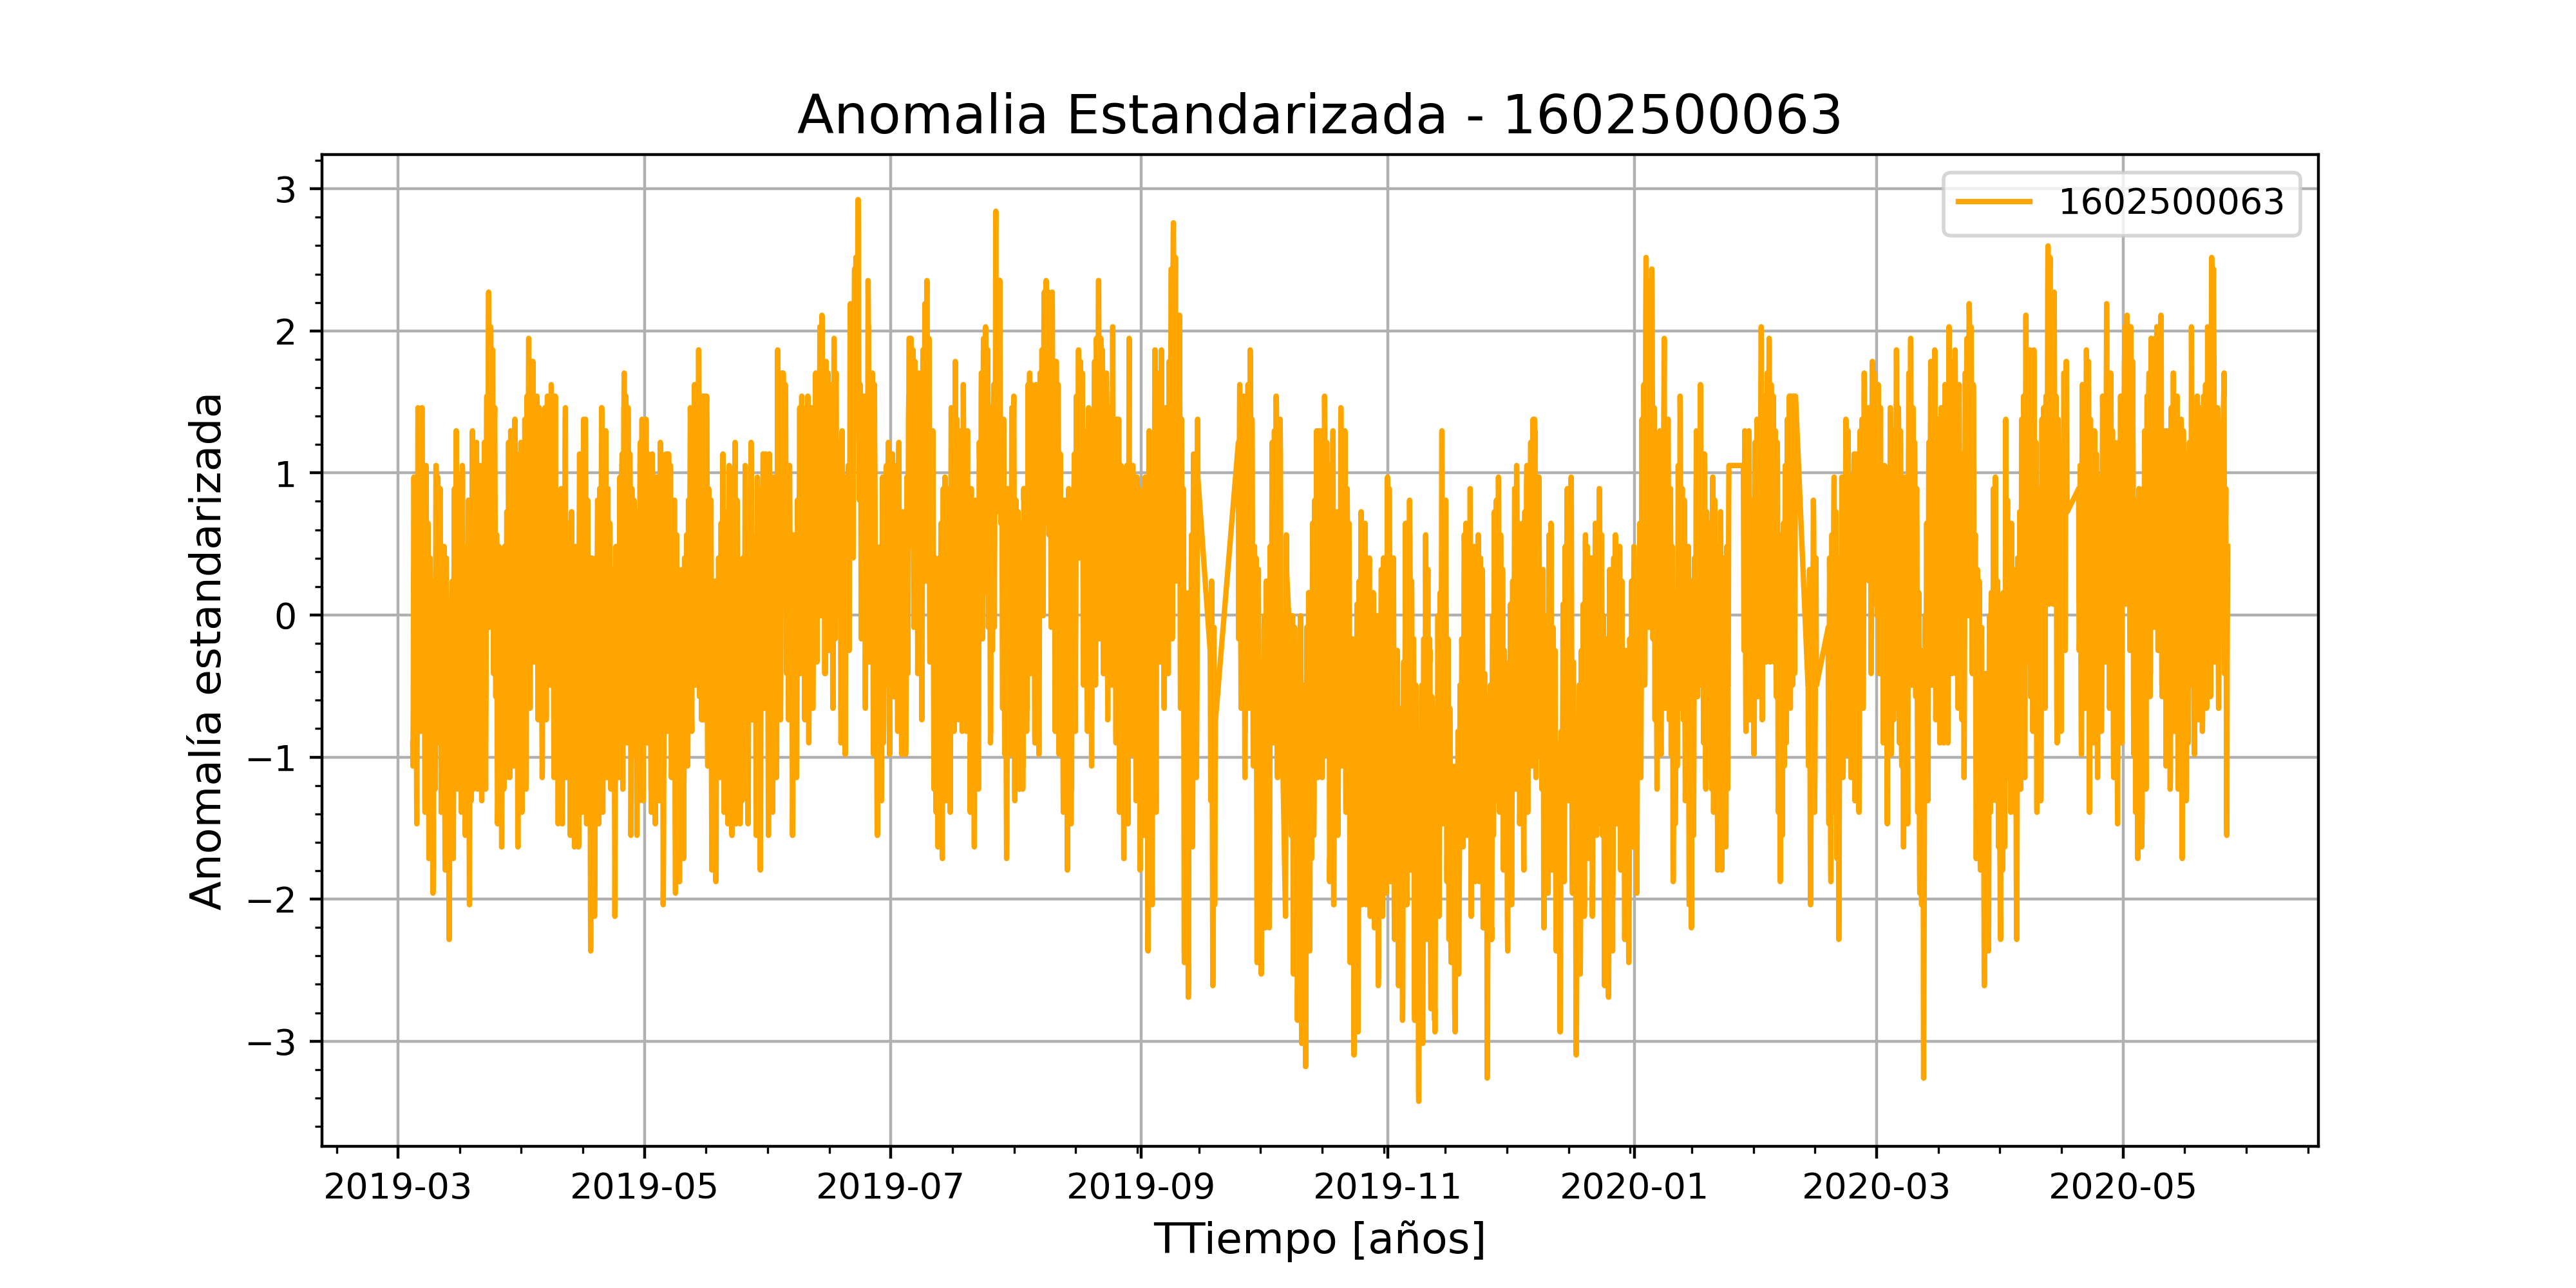 Anomalia Estandarizada - 1602500063
1602500063
Anomalía estandarizada
3
2
1
0
−1
−2
−3
2019-03 2019-05 2019-07 2019-09 2019-11 2020-01 2020-03 2020-05
TTiempo [años]